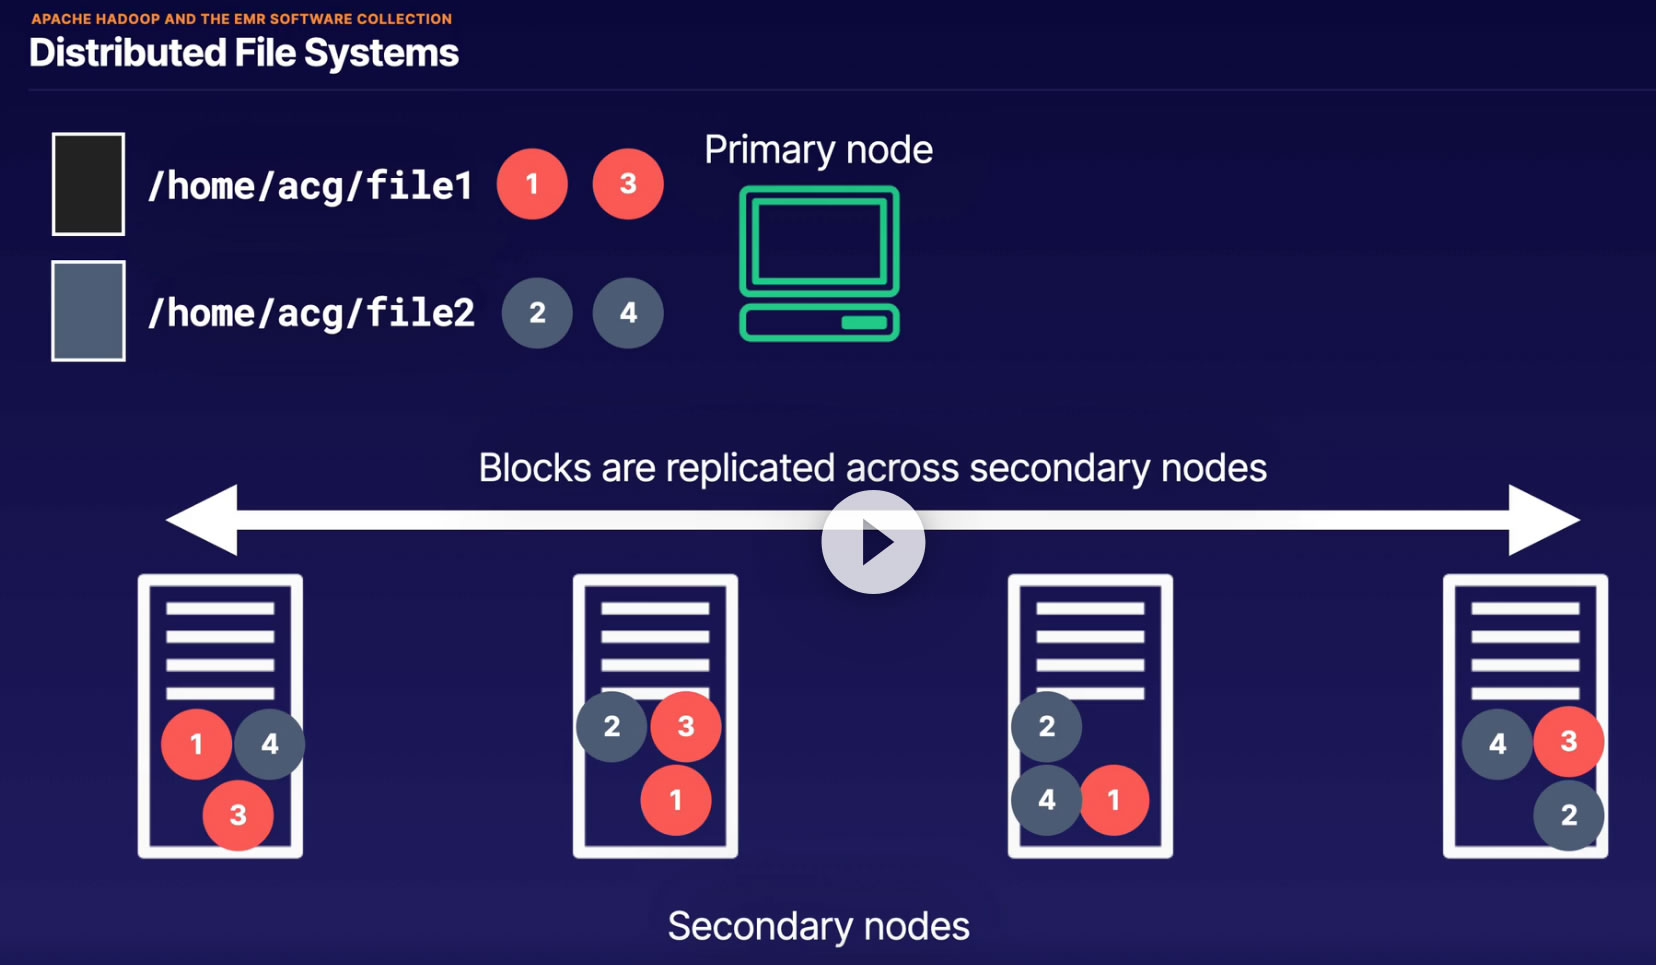 APACHE HADOOP AND THE EMR SOFTWARE COLLECTION
Distributed File Systems
/home/acg/file1 1 3
Primary node
/home/acg/file2 2 4
Blocks are replicated across secondary nodes
1 4
3
2 3
1
2
4 1
4 3
2
Secondary nodes